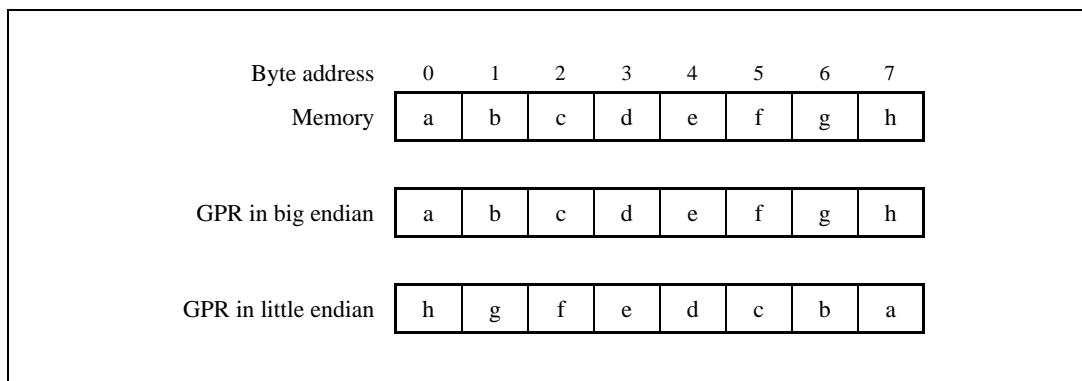 Byte address 0 1 2 3 4 5 6 7
Memory a b c d e f g h
GPR in big endian a b c d e f g h
GPR in little endian h g f e d c b a